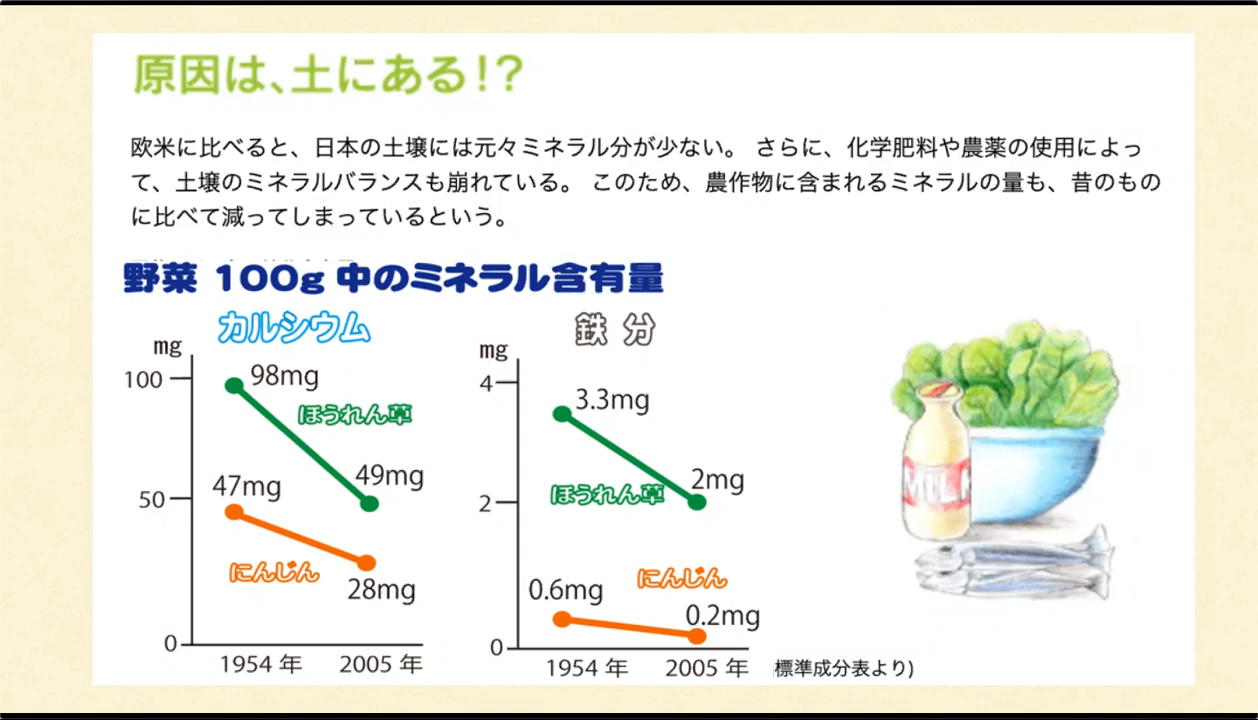 原因は、土にある！？
欧米に比べると、日本の土壌には元々ミネラル分が少ない。 さらに、化学肥料や農薬の使用によっ
て、土壌のミネラルバランスも崩れている。 このため、農作物に含まれるミネラルの量も、昔のもの
に比べて減ってしまっているという。
野菜 100g 中のミネラル含有量
カルシウム
mg
100
98mg
ほうれん草
50
47mg
49mg
にんじん
28mg
0
1954 年
2005 年
鉄 分
mg
4
3.3mg
ほうれん草
2
2mg
0.6mg
にんじん
0.2mg
0
1954 年
2005 年
標準成分表より)
MILK